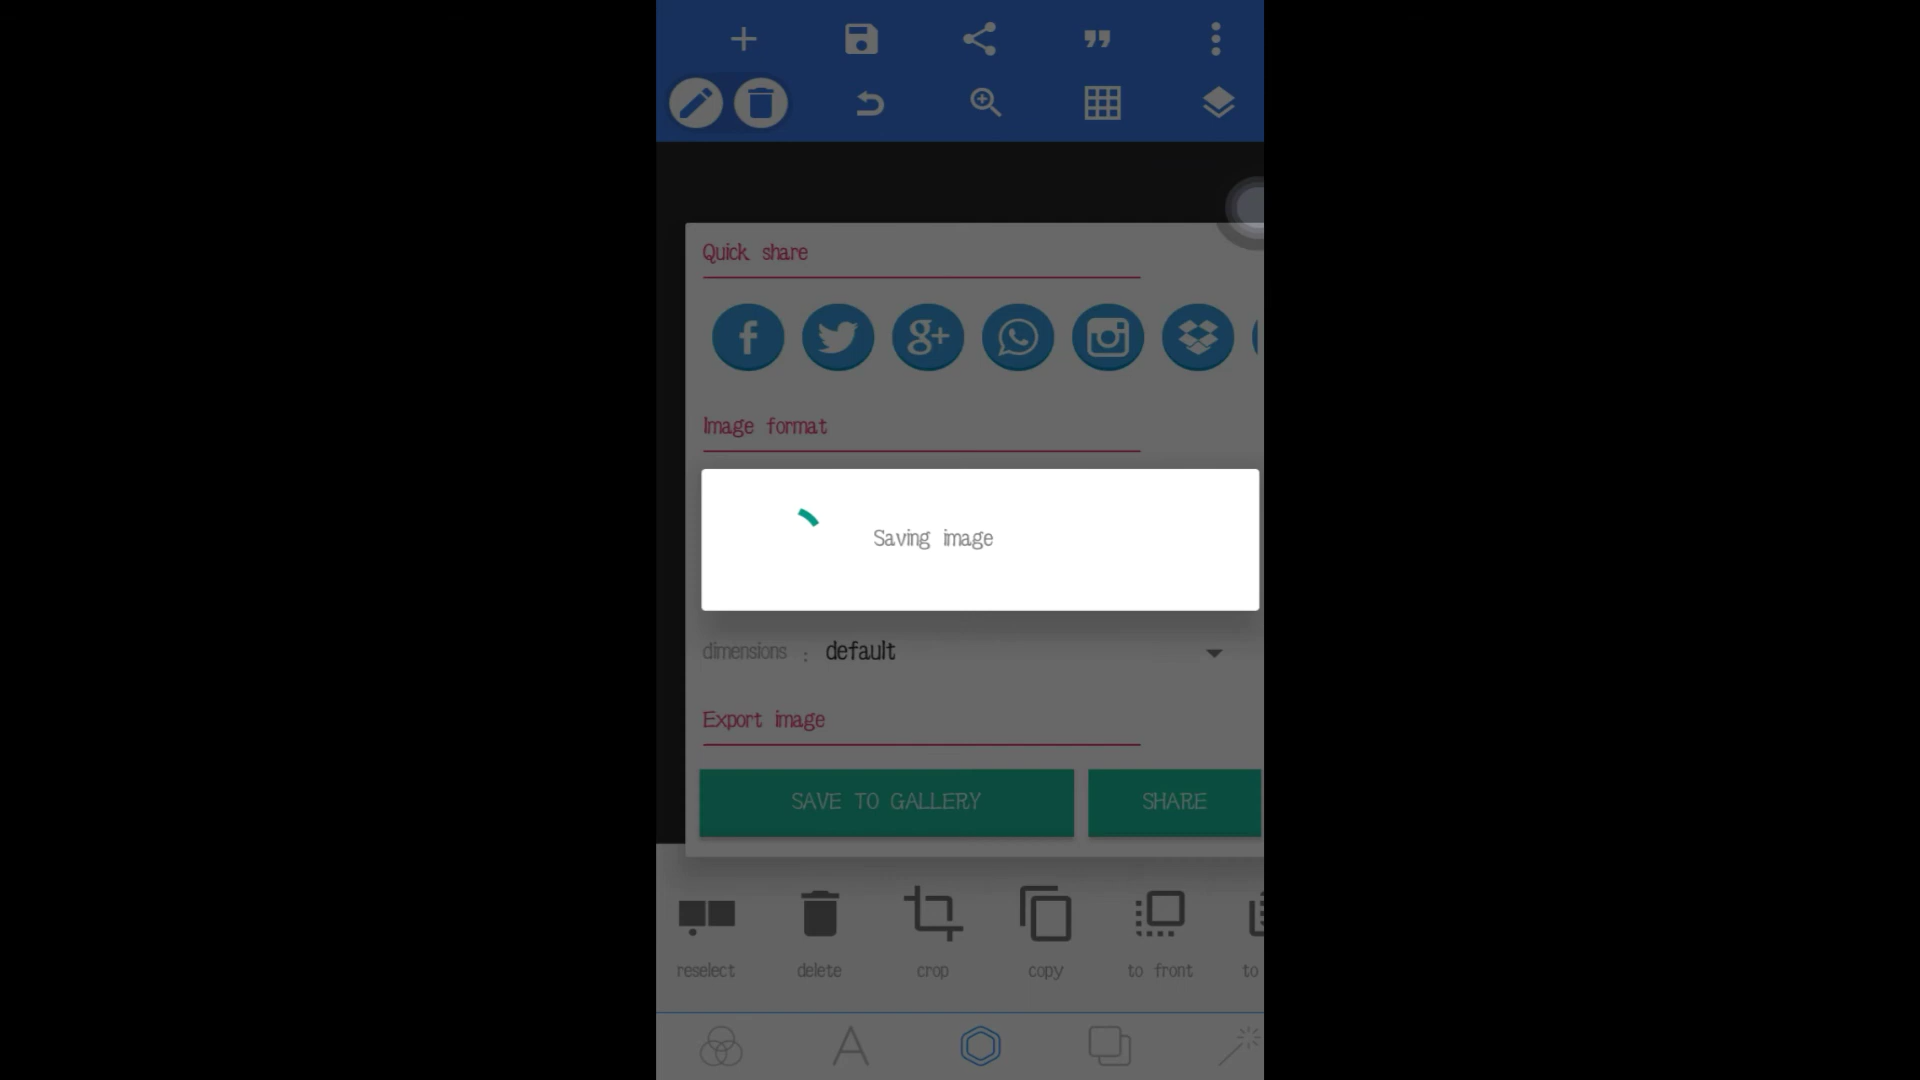 Quick share
Image format
Saving image
dimensions : default
Export image
SAVE TO GALLERY SHARE
reselect delete crop copy to front to